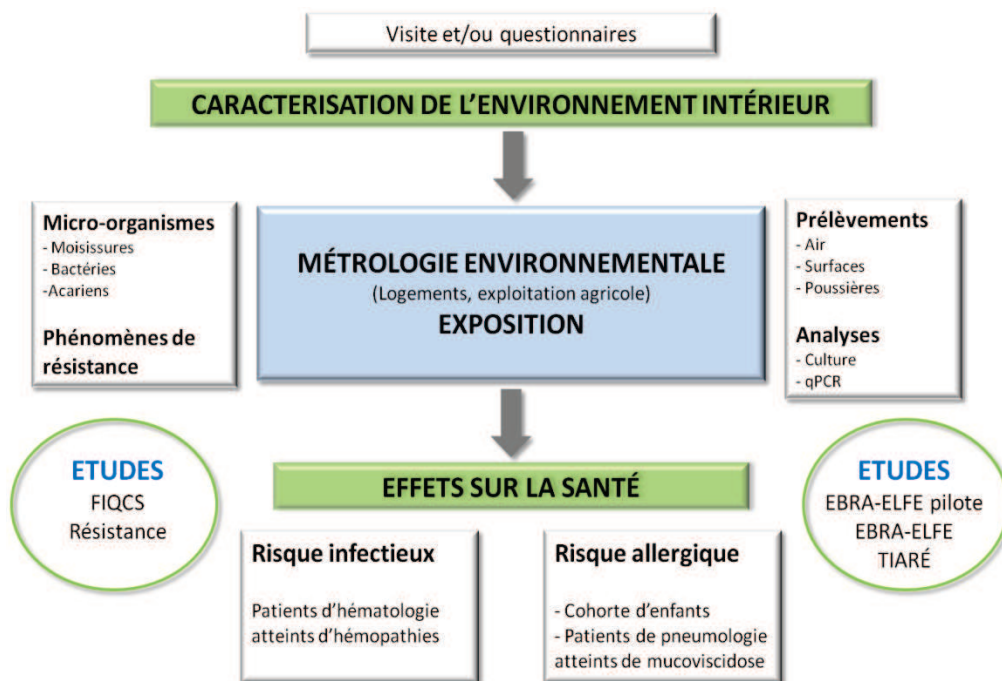 Visite et/ou questionnaires
CARACTERISATION DE L’ENVIRONNEMENT INTÉRIEUR
Micro-organismes
- Moisissures
- Bactéries
-Acariens
Phénomènes de
résistance
MÉTROLOGIE ENVIRONNEMENTALE
(Logements, exploitation agricole)
EXPOSITION
Prélèvements
- Air
- Surfaces
- Poussières
Analyses
- Culture
- qPCR
ETUDES
FIQCS
Résistance
EFFETS SUR LA SANTÉ
ETUDES
EBRA-ELFE pilote
EBRA-ELFE
TIARÉ
Risque infectieux
Patients d’hématologie
atteints d’hémopathies
Risque allergique
- Cohorte d’enfants
- Patients de pneumologie
atteints de mucoviscidose